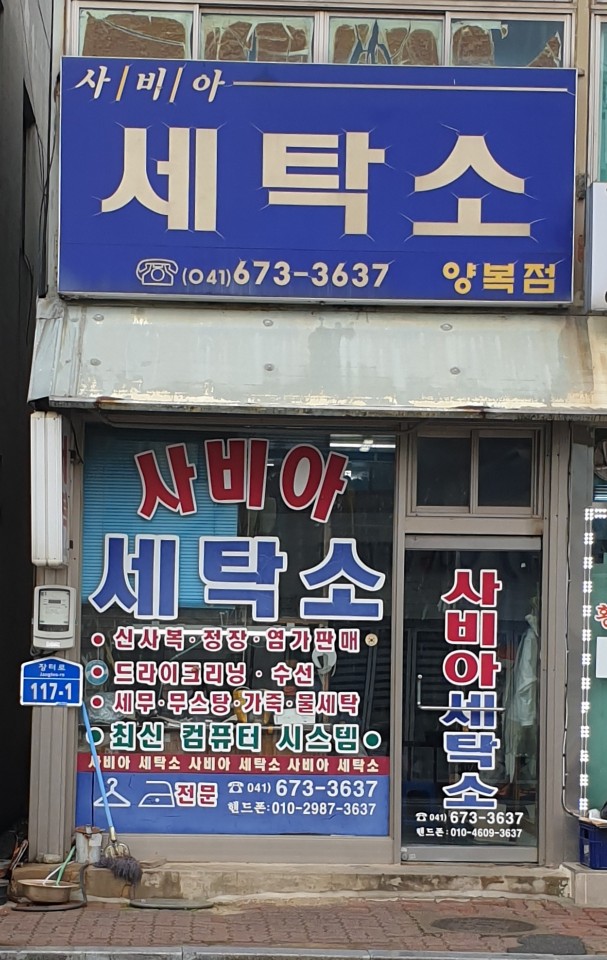 사비아
세탁소
(041)673-3637 양복점
사비아
세탁소
• 신사복·정장·염가판매 •
• 드라이크리닝 · 수선
• 세무·무스탕·가죽·물세탁
• 최신 컴퓨터 시스템 •
사비아 세탁소 사비아 세탁소 사비아 세탁소
전문 ☎041) 673-3637
핸드폰:010-2987-3637
사비아세탁소
☎041) 673-3637
핸드폰:010-4609-3637
장터로
Jangteo-ro
117-1